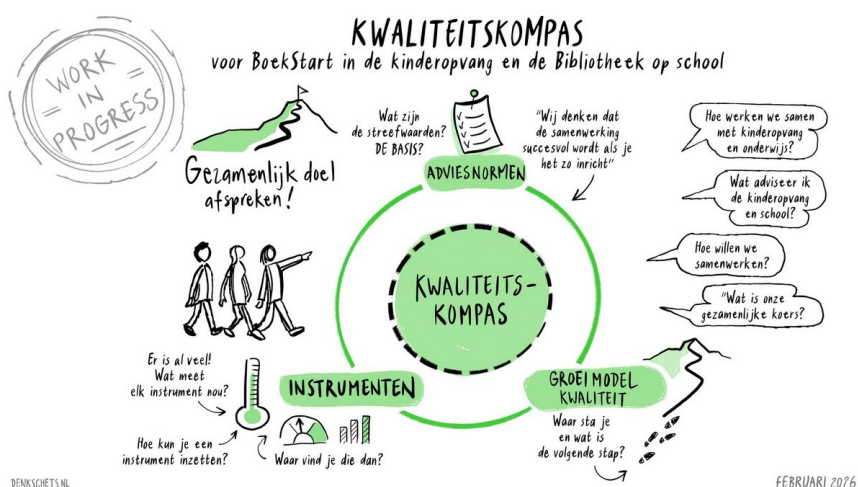 KWALITEITSKOMPAS
voor BoekStart in de kinderopvang en de Bibliotheek op school
WORK
IN
PROGRESS
Gezamenlijk doel
afspreken!
Wat zijn
de streefwaarden?
DE BASIS?
"Wij denken dat
de samenwerking
succesvol wordt als je
het zo inricht"
ADVIESNORMEN
Hoe werken we samen
met kinderopvang
en onderwijs?
Wat adviseer ik
de kinderopvang
en school?
Hoe willen we
samenwerken?
"Wat is onze
gezamenlijke koers?
KWALITEITS-
KOMPAS
Er is al veel!
Wat meet
elk instrument nou?
INSTRUMENTEN
Hoe kun je een
instrument inzetten?
Waar vind je die dan?
GROEIMODEL
KWALITEIT
Waar sta je
en wat is
de volgende stap?
DENKSCHETS.NL
FEBRUARI 2026